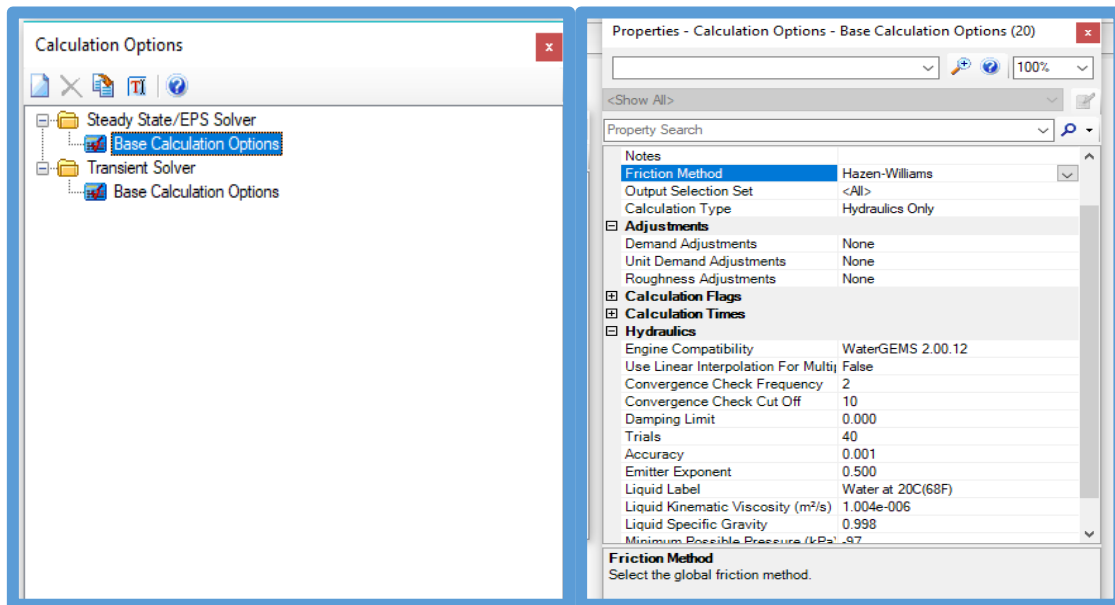 Calculation Options
x
Steady State/EPS Solver
Base Calculation Options
Transient Solver
Base Calculation Options
Properties - Calculation Options - Base Calculation Options (20)
x
100%
<Show All>
Property Search
Notes
Friction Method Hazen-Williams
Output Selection Set <All>
Calculation Type Hydraulics Only
Adjustments
Demand Adjustments None
Unit Demand Adjustments None
Roughness Adjustments None
Calculation Flags
Calculation Times
Hydraulics
Engine Compatibility WaterGEMS 2.00.12
Use Linear Interpolation For Multi False
Convergence Check Frequency 2
Convergence Check Cut Off 10
Damping Limit 0.000
Trials 40
Accuracy 0.001
Emitter Exponent 0.500
Liquid Label Water at 20C(68F)
Liquid Kinematic Viscosity (m²/s) 1.004e-006
Liquid Specific Gravity 0.998
Minimum Possible Pressure (kPa) -97
Friction Method
Select the global friction method.